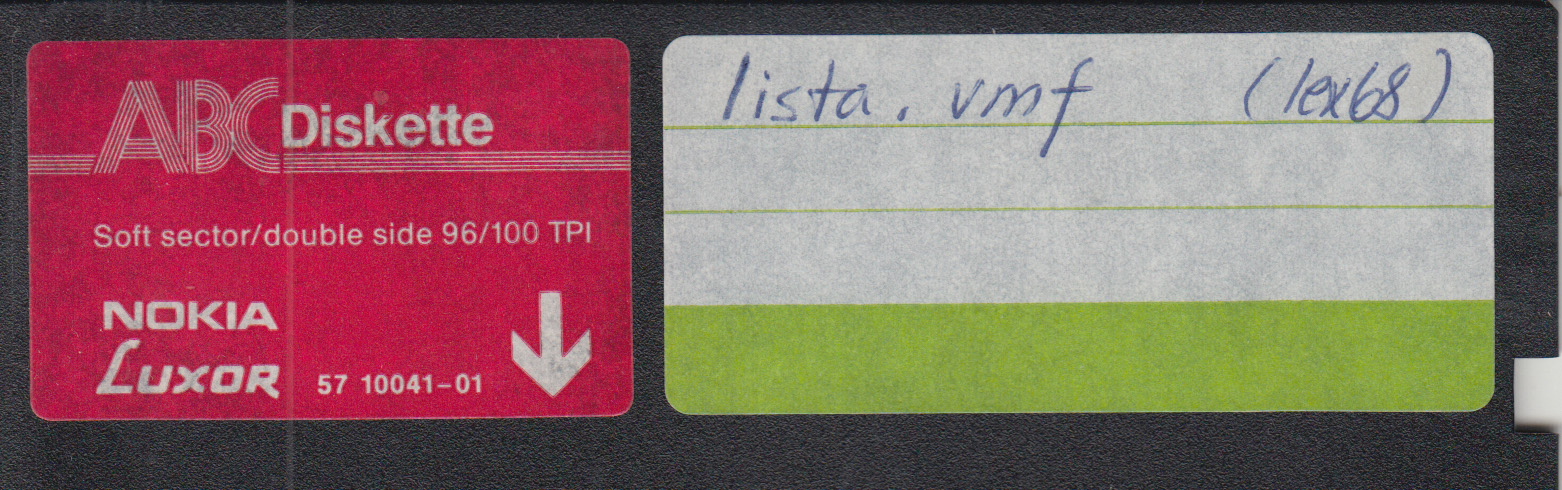 ABC Diskette
Soft sector/double side 96/100 TPI
NOKIA
LUXOR 57 10041-01
lista.vmf (lex68)